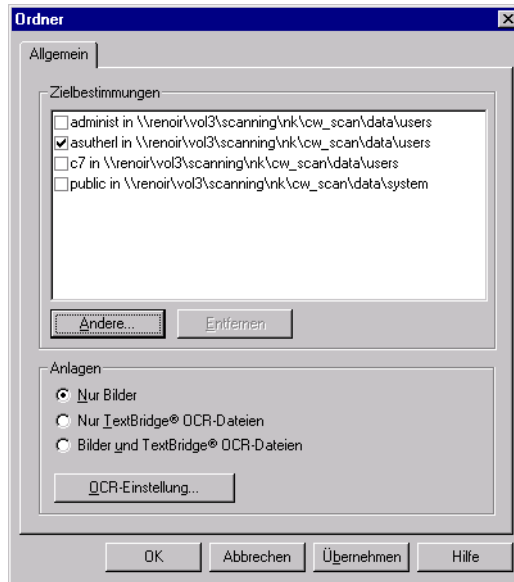 Ordner
Allgemein
Zielbestimmungen
administ in \\renoir\vol3\scanning\nk\cw_scan\data\users
asutherl in \\renoir\vol3\scanning\nk\cw_scan\data\users
c7 in \\renoir\vol3\scanning\nk\cw_scan\data\users
public in \\renoir\vol3\scanning\nk\cw_scan\data\system
Andere...
Entfernen
Anlagen
Nur Bilder
Nur TextBridge® OCR-Dateien
Bilder und TextBridge® OCR-Dateien
OCR-Einstellung...
OK
Abbrechen
Übernehmen
Hilfe